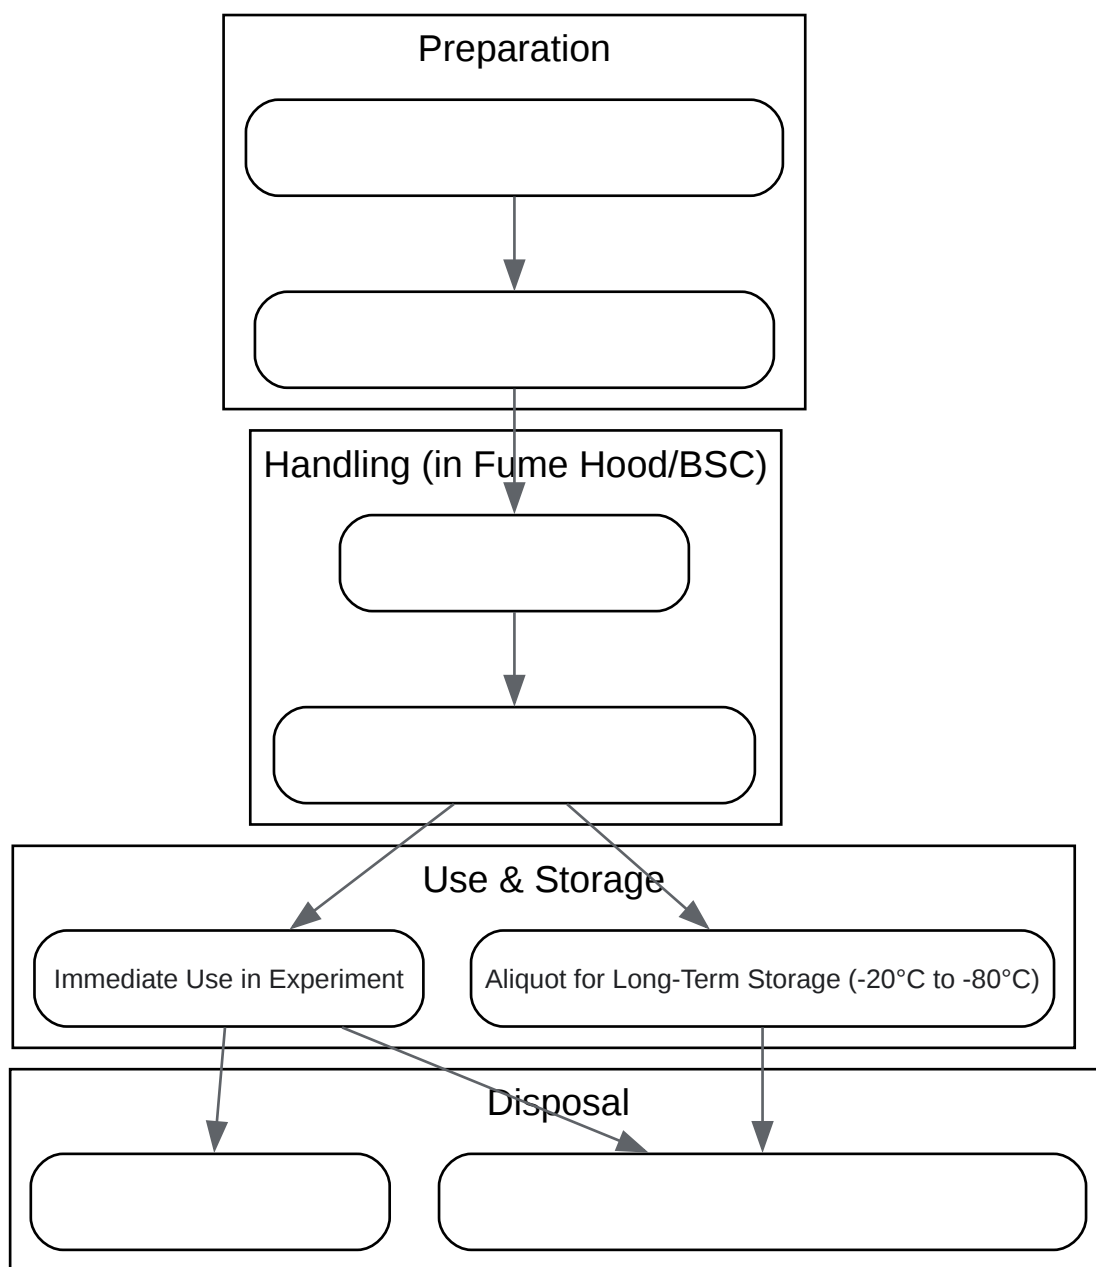 Preparation
Handling (in Fume Hood/BSC)
Use & Storage
Immediate Use in Experiment
Aliquot for Long-Term Storage (-20°C to -80°C)
Disposal